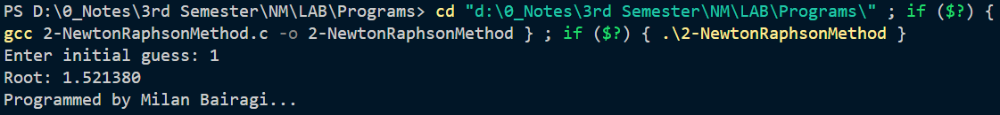 PS D:\0_Notes\3rd Semester\NM\LAB\Programs> cd "d:\0_Notes\3rd Semester\NM\LAB\Programs\" ; if ($?) {
gcc 2-NewtonRaphsonMethod.c -o 2-NewtonRaphsonMethod } ; if ($?) { .\2-NewtonRaphsonMethod }
Enter initial guess: 1
Root: 1.521380
Programmed by Milan Bairagi...